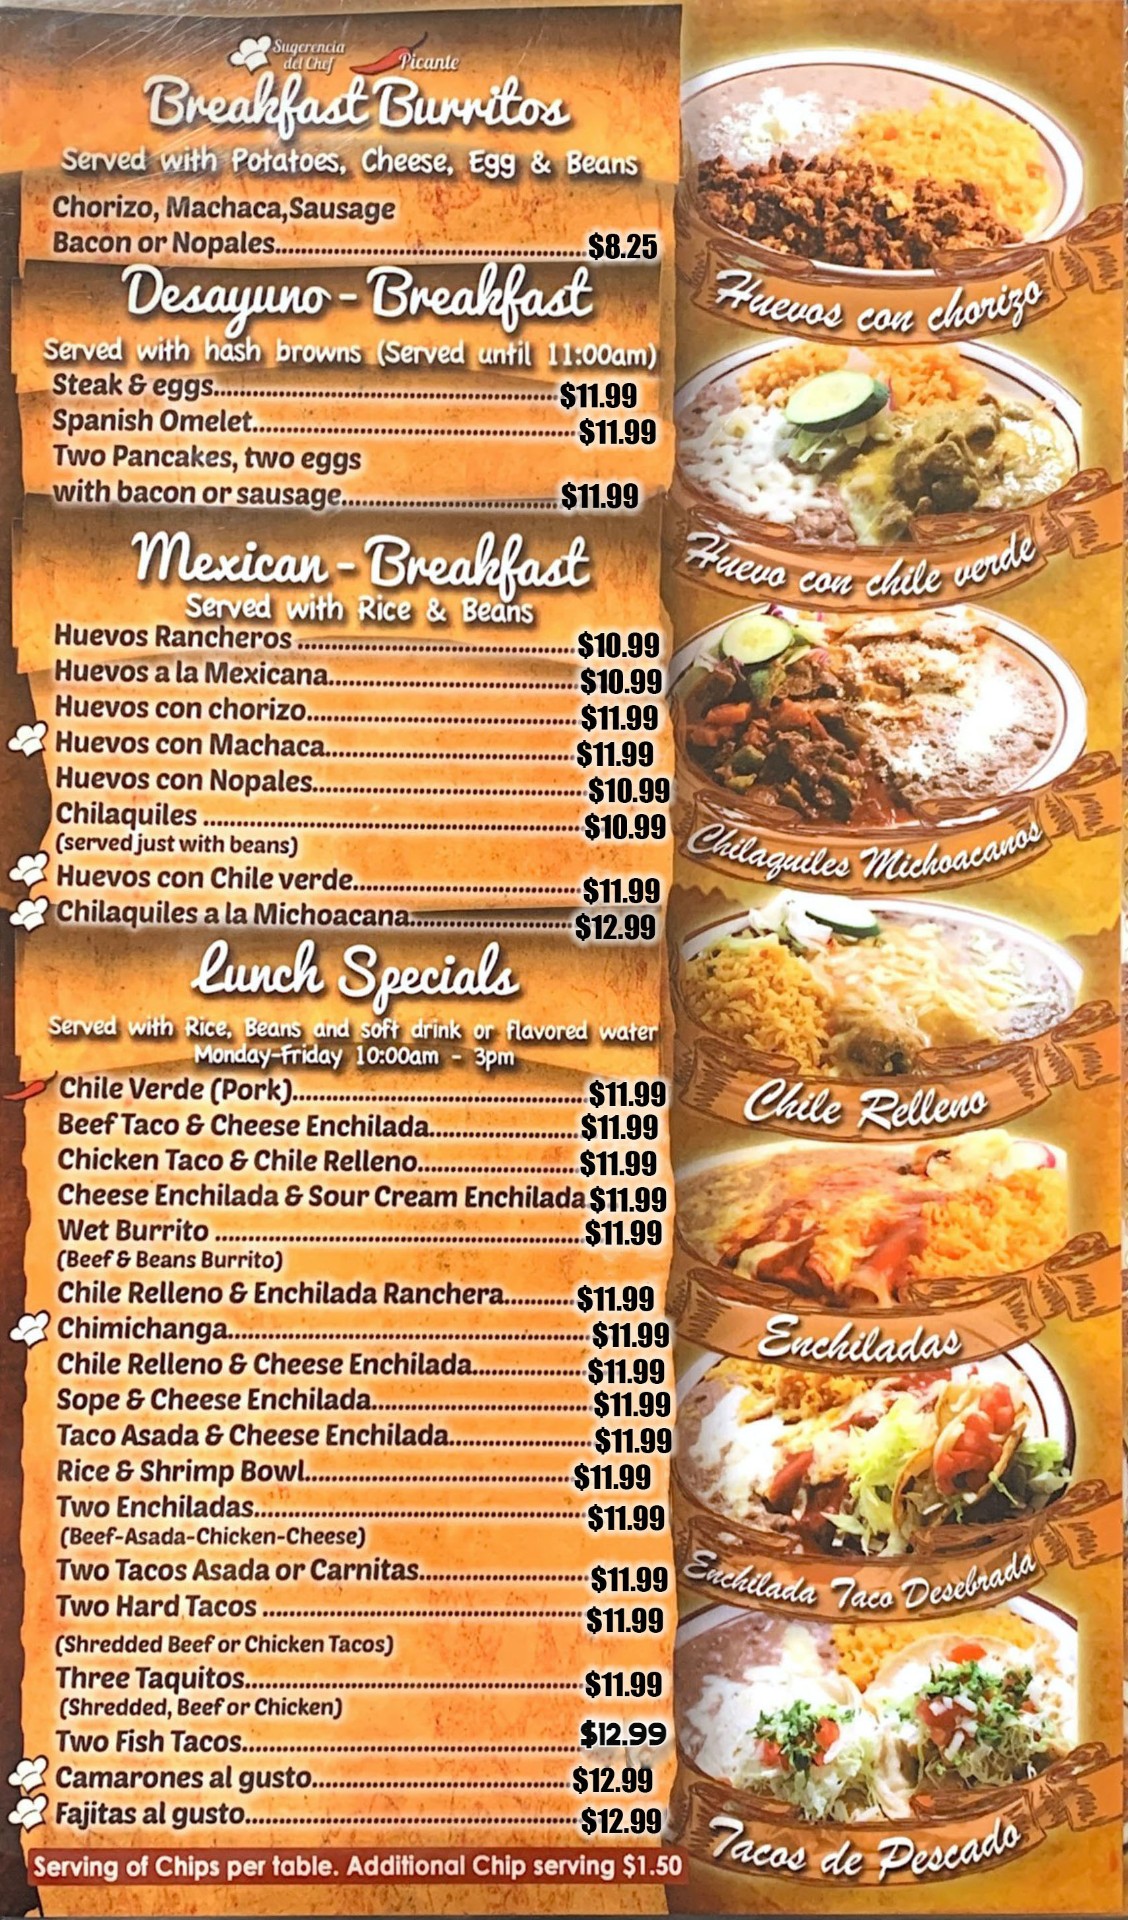 Sugerencia
del Chef
Picante
Breakfast Burritos
Served with Potatoes, Cheese, Egg & Beans
Chorizo, Machaca,Sausage
Bacon or Nopales.......$8.25
Desayuno - Breakfast
Served with hash browns (Served until 11:00am)
Steak & eggs.......$11.99
Spanish Omelet.......$11.99
Two Pancakes, two eggs
with bacon or sausage.......$11.99
Mexican - Breakfast
Served with Rice & Beans
Huevos Rancheros .......$10.99
Huevos a la Mexicana.......$10.99
Huevos con chorizo.......$11.99
Huevos con Machaca.......$11.99
Huevos con Nopales.......$10.99
Chilaquiles .......$10.99
(served just with beans)
Huevos con Chile verde.......$11.99
Chilaquiles a la Michoacana.......$12.99
Lunch Specials
Served with Rice, Beans and soft drink or flavored water
Monday-Friday 10:00am - 3pm
Chile Verde (Pork).......$11.99
Beef Taco & Cheese Enchilada.......$11.99
Chicken Taco & Chile Relleno.......$11.99
Cheese Enchilada & Sour Cream Enchilada.$11.99
Wet Burrito .......$11.99
(Beef & Beans Burrito)
Chile Relleno & Enchilada Ranchera.......$11.99
Chimichanga.......$11.99
Chile Relleno & Cheese Enchilada.......$11.99
Sope & Cheese Enchilada.......$11.99
Taco Asada & Cheese Enchilada.......$11.99
Rice & Shrimp Bowl.......$11.99
Two Enchiladas.......$11.99
(Beef-Asada-Chicken-Cheese)
Two Tacos Asada or Carnitas.......$11.99
Two Hard Tacos .......$11.99
(Shredded Beef or Chicken Tacos)
Three Taquitos.......$11.99
(Shredded, Beef or Chicken)
Two Fish Tacos.......$12.99
Camarones al gusto.......$12.99
Fajitas al gusto.......$12.99
Serving of Chips per table. Additional Chip serving $1.50
Huevos con chorizo
Huevo con chile verde
Chilaquiles Michoacanos
Chile Relleno
Enchiladas
Enchilada Taco Desebrada
Tacos de Pescado